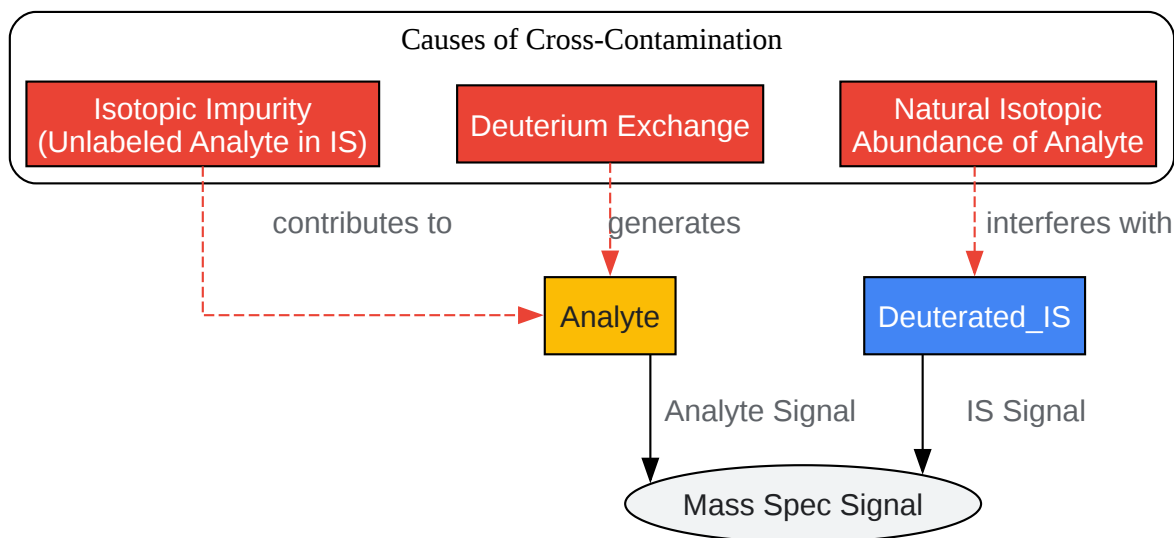 Causes of Cross-Contamination
Isotopic Impurity
(Unlabeled Analyte in IS)
Deuterium Exchange
Natural Isotopic
Abundance of Analyte
contributes to
generates
interferes with
Analyte
Deuterated_IS
Analyte Signal
IS Signal
Mass Spec Signal